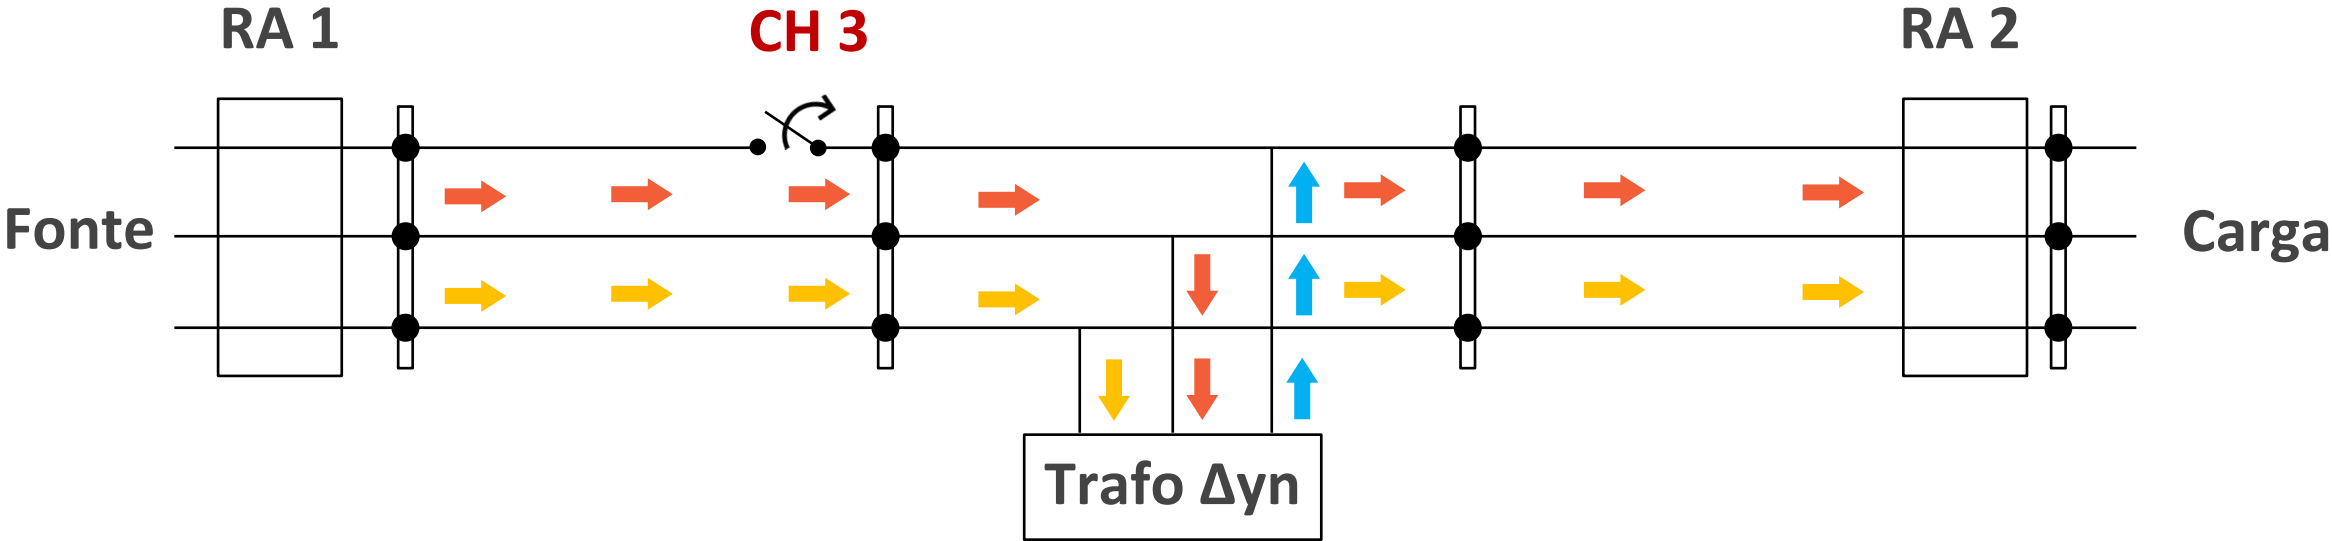 RA 1
CH 3
RA 2
Fonte
Carga
Trafo Δyn